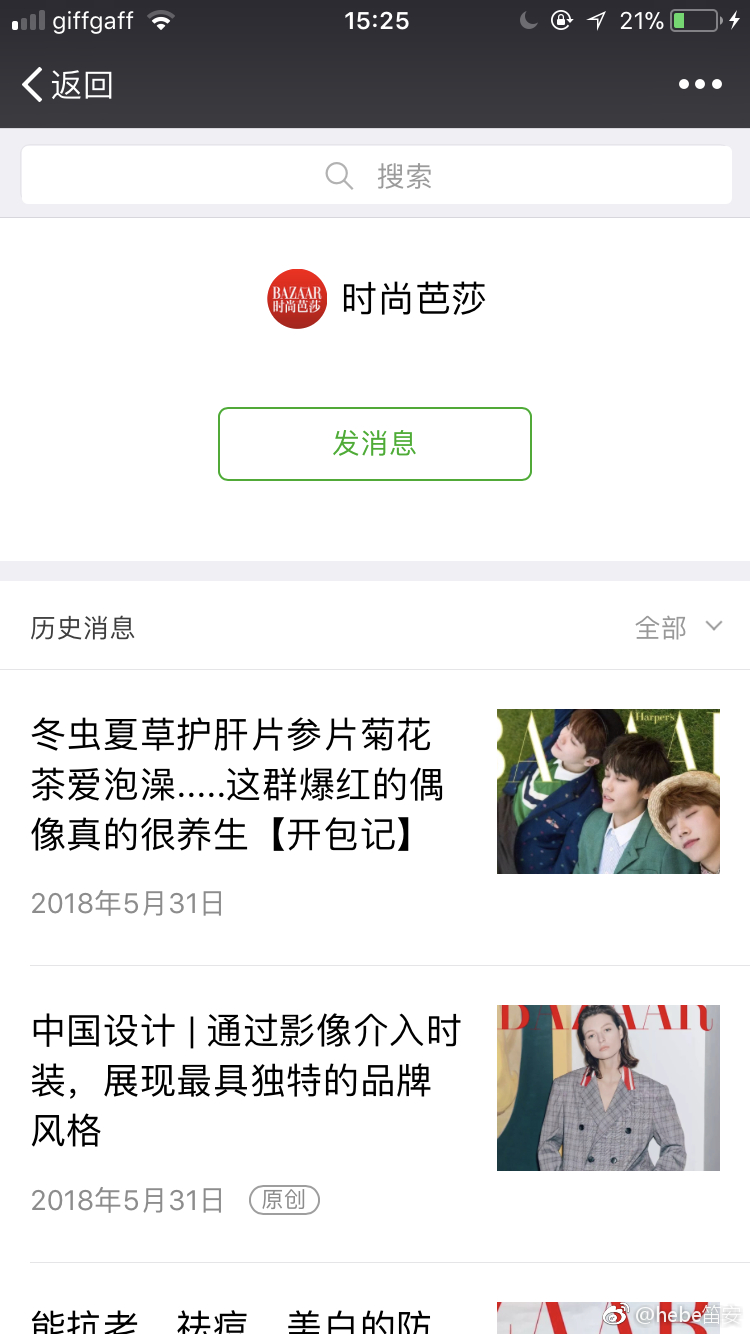 giffgaff 15:25 21%
返回
搜索
BAZAAR
时尚芭莎
时尚芭莎
发消息
历史消息 全部
冬虫夏草护肝片参片菊花
茶爱泡澡.....这群爆红的偶
像真的很养生【开包记】
Harper's
BAZAAR
2018年5月31日
中国设计 | 通过影像介入时
装，展现最具独特的品牌
风格
BAZAAR
2018年5月31日 原创
能抗老、祛痘、美白的防
@hebe笛安